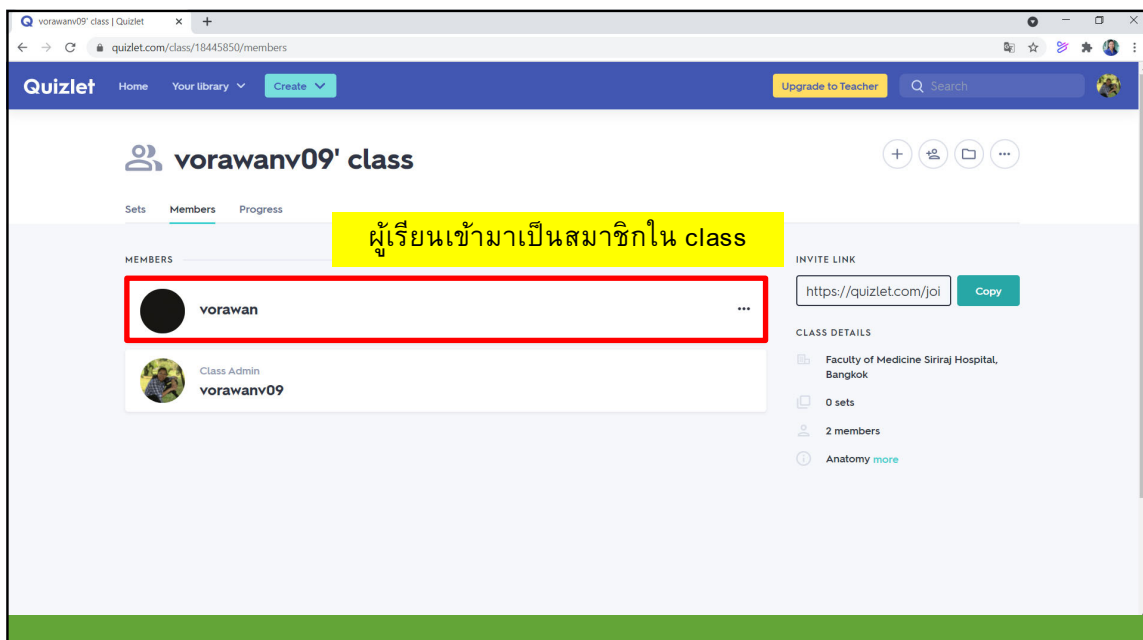 vorawanv09' class | Quizlet
quizlet.com/class/18445850/members
Quizlet Home Your library Create Upgrade to Teacher Search
vorawanv09' class
Sets Members Progress
ผู้เรียนเข้ามาเป็นสมาชิกใน class
MEMBERS
vorawan
Class Admin
vorawanv09
INVITE LINK
https://quizlet.com/joi Copy
CLASS DETAILS
Faculty of Medicine Siriraj Hospital,
Bangkok
0 sets
2 members
Anatomy more